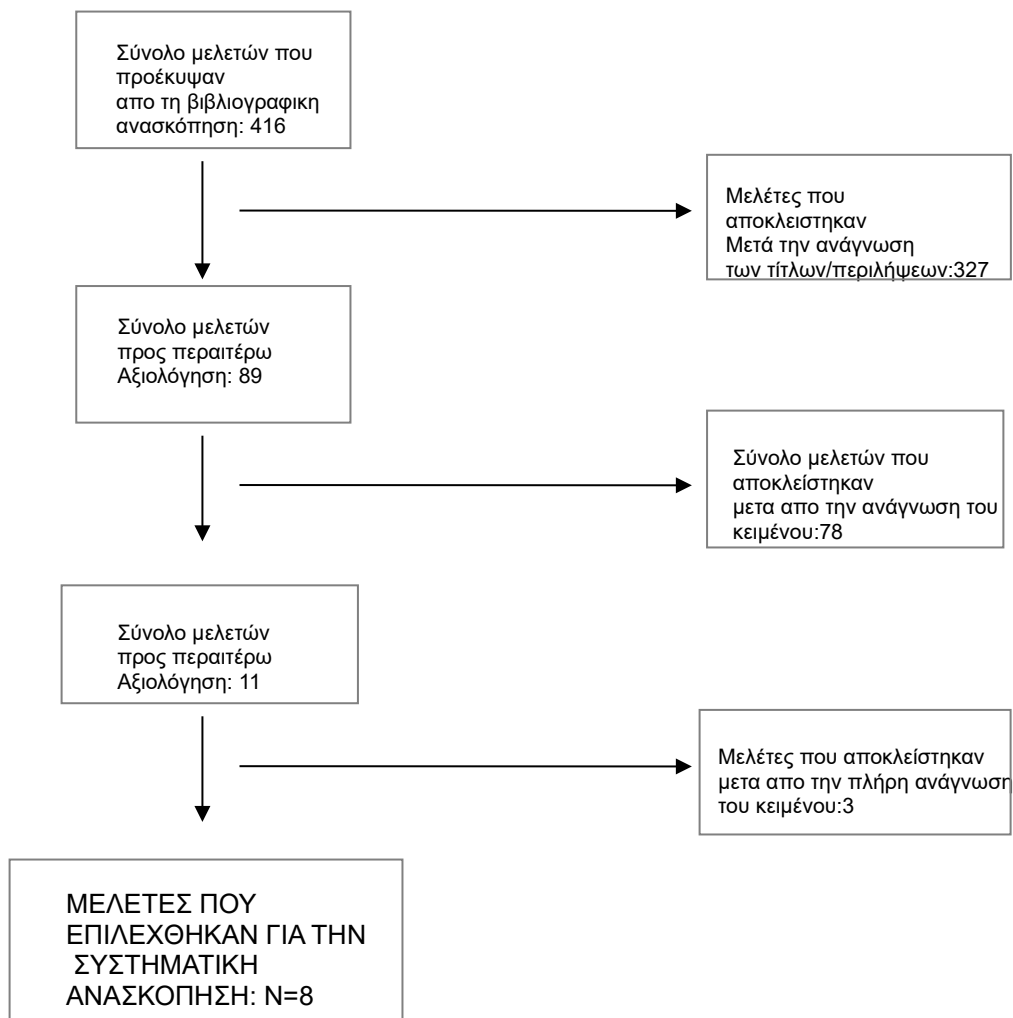 Σύνολο μελετών που
προέκυψαν
απο τη βιβλιογραφικη
ανασκόπηση: 416
Μελέτες που
αποκλειστηκαν
Μετά την ανάγνωση
των τίτλων/περιλήψεων:327
Σύνολο μελετών
προς περαιτέρω
Αξιολόγηση: 89
Σύνολο μελετών που
αποκλείστηκαν
μετα απο την ανάγνωση του
κειμένου:78
Σύνολο μελετών
προς περαιτέρω
Αξιολόγηση: 11
Μελέτες που αποκλείστηκαν
μετα απο την πλήρη ανάγνωση
του κειμένου:3
ΜΕΛΕΤΕΣ ΠΟΥ
ΕΠΙΛΕΧΘΗΚΑΝ ΓΙΑ ΤΗΝ
ΣΥΣΤΗΜΑΤΙΚΗ
ΑΝΑΣΚΟΠΗΣΗ: Ν=8